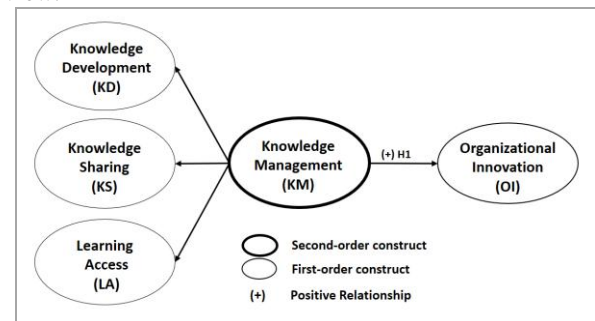 Knowledge
Development
(KD)
Knowledge
Sharing
(KS)
Learning
Access
(LA)
Knowledge
Management
(KM)
(+) H1
Organizational
Innovation
(OI)
Second-order construct
First-order construct
(+) Positive Relationship